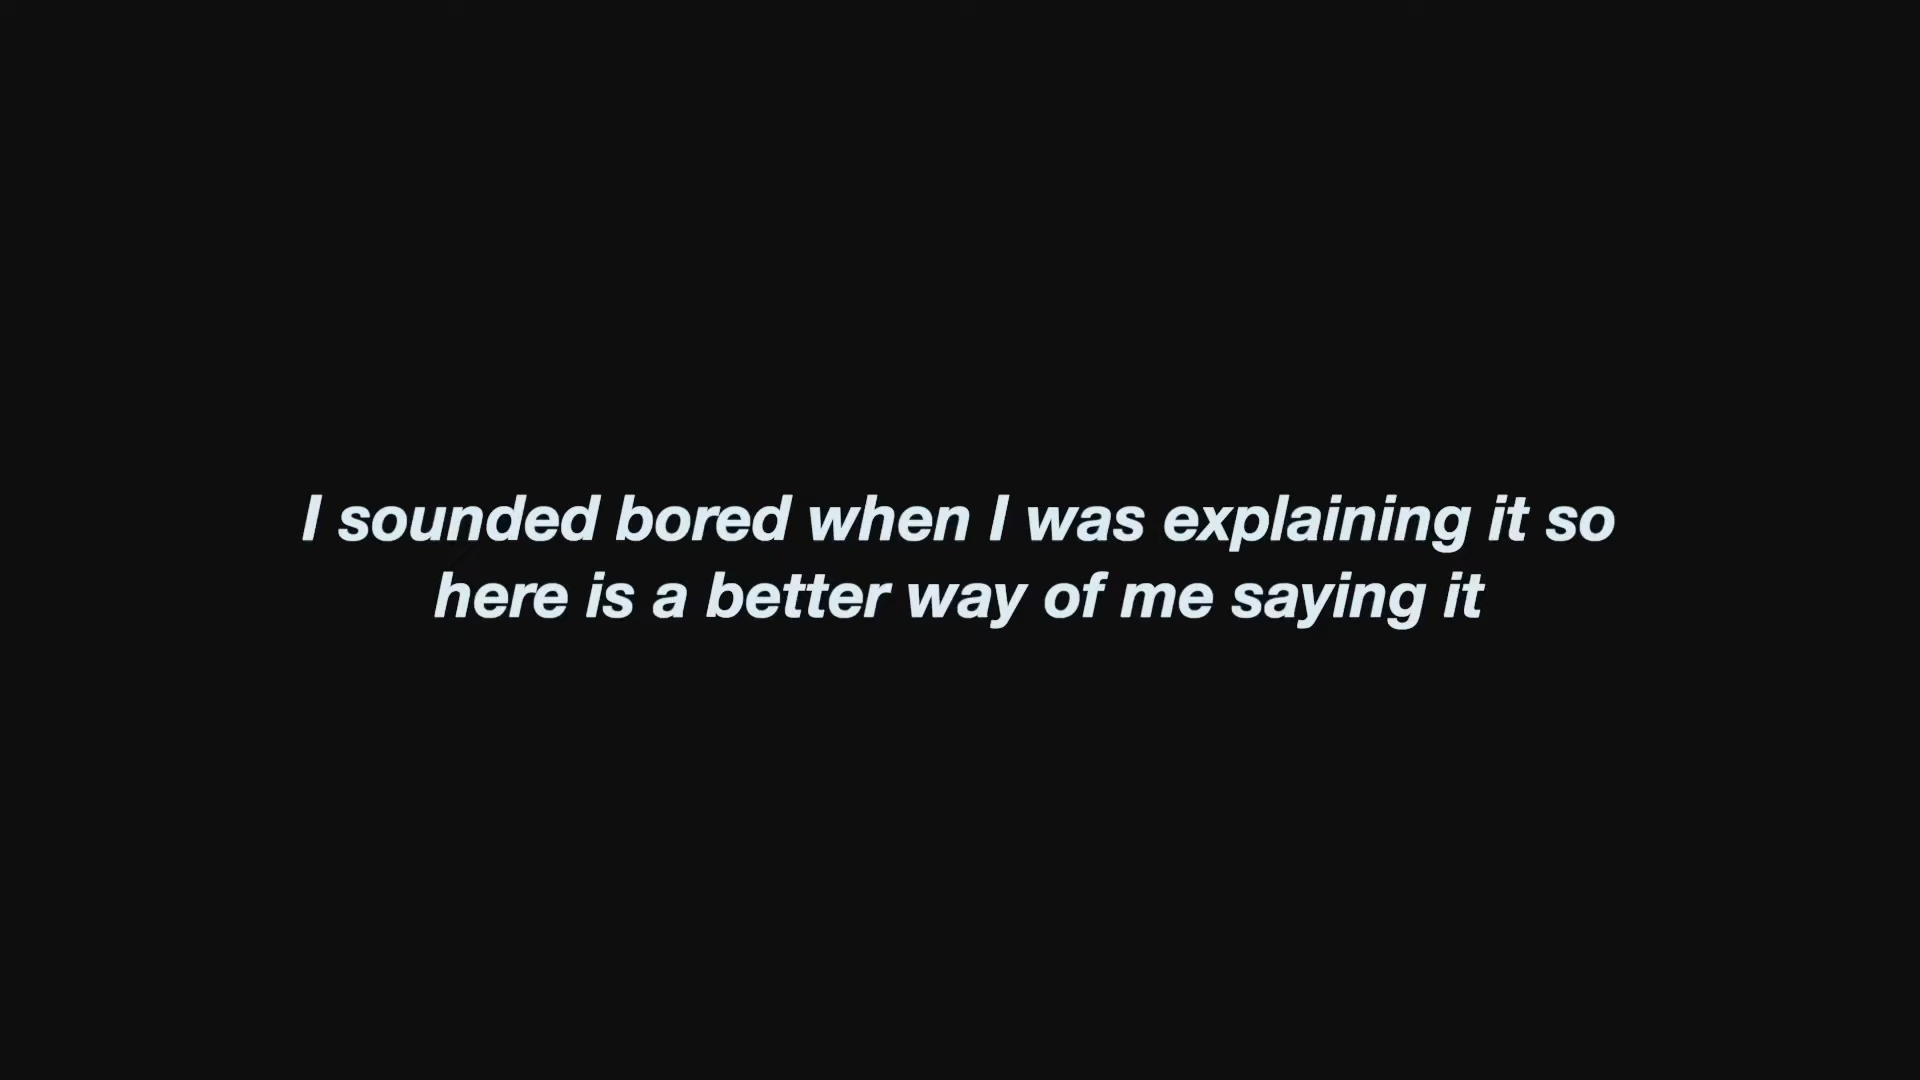 I sounded bored when I was explaining it so
here is a better way of me saying it